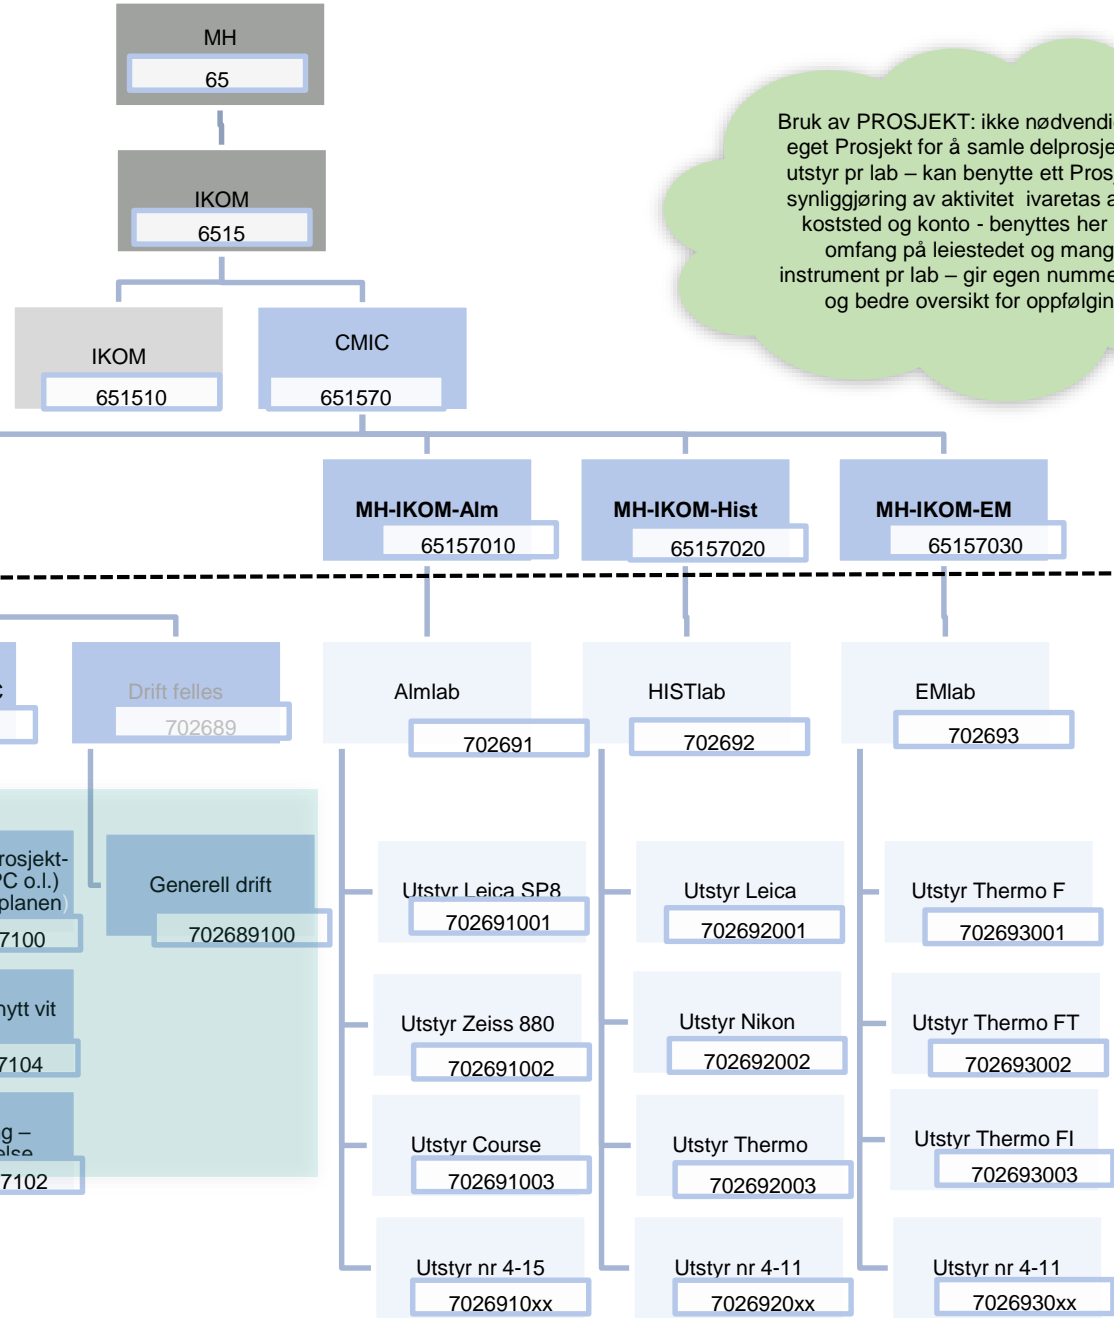 MH
65
Bruk av PROSJEKT: ikke nødvendi
eget Prosjekt for å samle delprosje
utstyr pr lab – kan benytte ett Pros
synliggjøring av aktivitet  ivaretas a
koststed og konto - benyttes her
omfang på leiestedet og mang
instrument pr lab – gir egen numme
og bedre oversikt for oppfølgin
IKOM
6515
IKOM
651510
CMIC
651570
MH-IKOM-Alm
65157010
MH-IKOM-Hist
65157020
MH-IKOM-EM
65157030
C
Drift felles
702689
Almlab
702691
HISTlab
702692
EMlab
702693
rosjekt-
PC o.l.)
planen)
7100
Generell drift
702689100
Utstyr Leica SP8
702691001
Utstyr Leica
702692001
Utstyr Thermo F
702693001
nytt vit
7104
Utstyr Zeiss 880
702691002
Utstyr Nikon
702692002
Utstyr Thermo FT
702693002
g –
else
7102
Utstyr Course
702691003
Utstyr Thermo
702692003
Utstyr Thermo FI
702693003
Utstyr nr 4-15
7026910xx
Utstyr nr 4-11
7026920xx
Utstyr nr 4-11
7026930xx